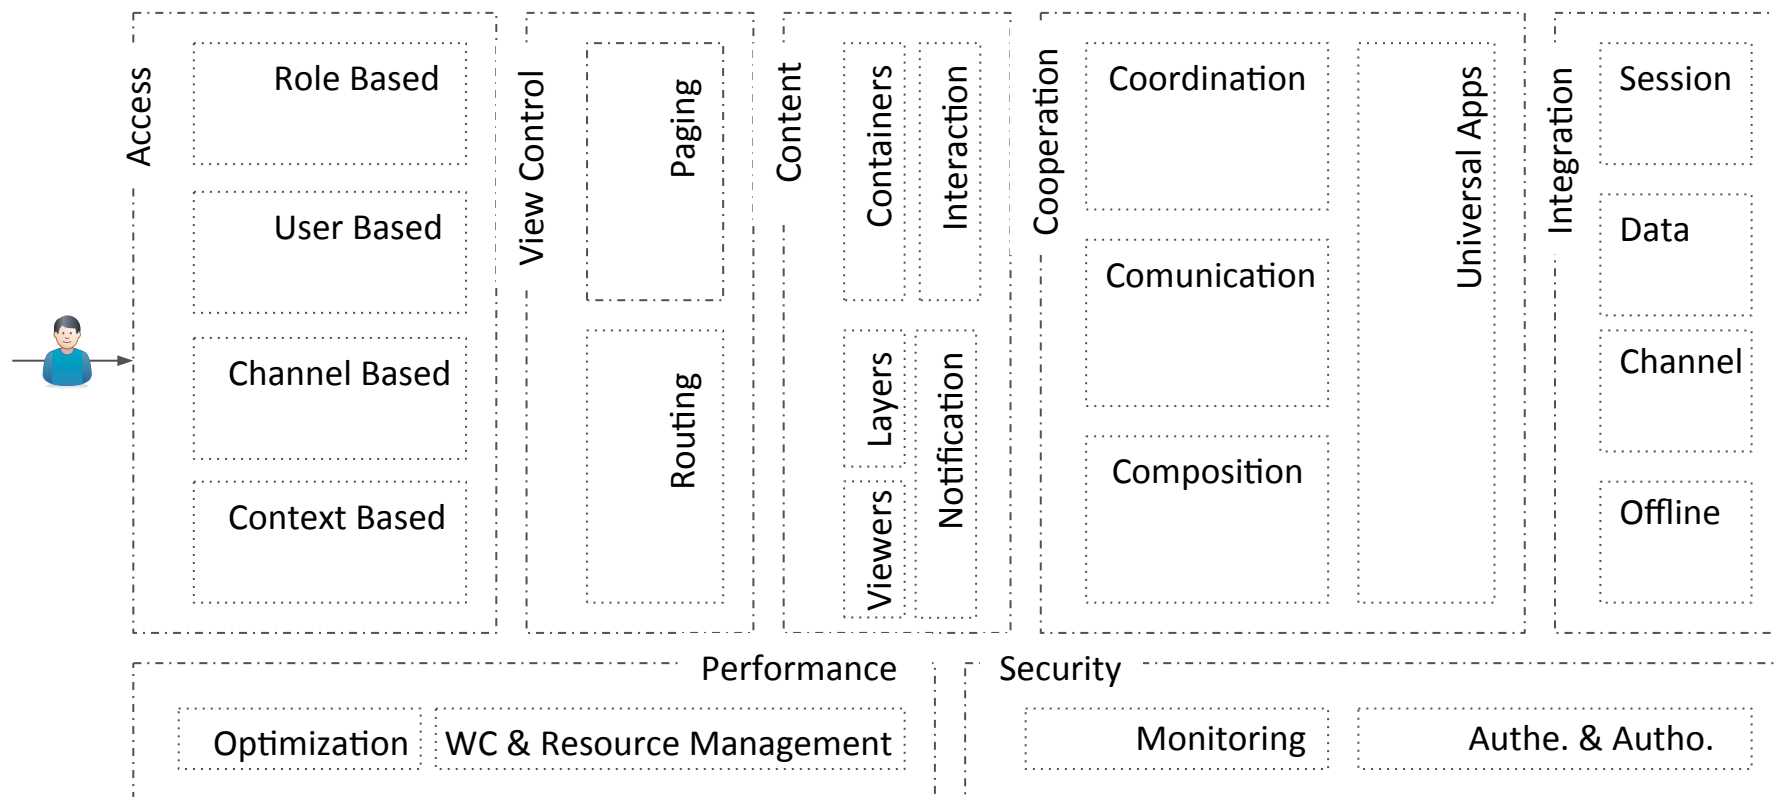 Access
Role Based
User Based
Channel Based
Context Based
View Control
Paging
Routing
Content
Containers
Interaction
Layers
Viewers
Notification
Cooperation
Coordination
Comunication
Composition
Universal Apps
Integration
Session
Data
Channel
Offline
Performance
Optimization
WC & Resource Management
Security
Monitoring
Authe. & Autho.